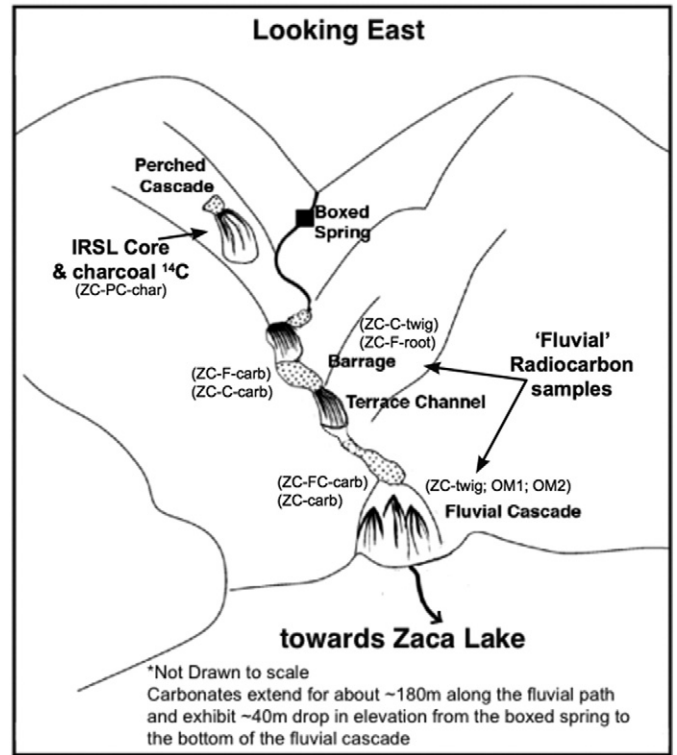 Looking East
Perched
Cascade
Boxed
Spring
IRSL Core
& charcoal ¹⁴C
(ZC-PC-char)
(ZC-C-twig)
(ZC-F-root)
Barrage
'Fluvial'
Radiocarbon
samples
(ZC-F-carb)
(ZC-C-carb)
Terrace Channel
(ZC-FC-carb)
(ZC-carb)
(ZC-twig; OM1; OM2)
Fluvial Cascade
towards Zaca Lake
*Not Drawn to scale
Carbonates extend for about ~180m along the fluvial path
and exhibit ~40m drop in elevation from the boxed spring to
the bottom of the fluvial cascade